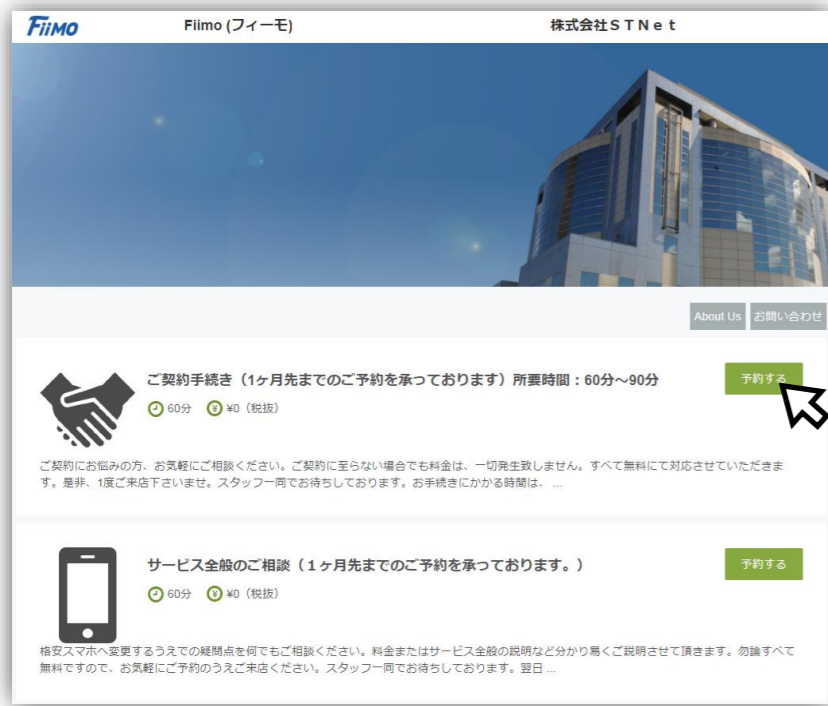 Fiimo
Fiimo (フィーモ)
株式会社ＳＴＮｅｔ
About Us
お問い合わせ
ご契約手続き（1ヶ月先までのご予約を承っております）所要時間：60分～90分
予約する
60分 ¥ ¥0（税抜）
ご契約にお悩みの方、お気軽にご相談ください。ご契約に至らない場合でも料金は、一切発生致しません。すべて無料にて対応させていただきま
す。是非、1度ご来店下さいませ。スタッフ一同でお待ちしております。お手続きにかかる時間は、 ...
サービス全般のご相談（１ヶ月先までのご予約を承っております。）
予約する
60分 ¥ ¥0（税抜）
格安スマホへ変更するうえでの疑問点を何でもご相談ください。料金またはサービス全般の説明など分かり易くご説明させて頂きます。勿論すべて
無料ですので、お気軽にご予約のうえご来店ください。スタッフ一同でお待ちしております。翌日 ...